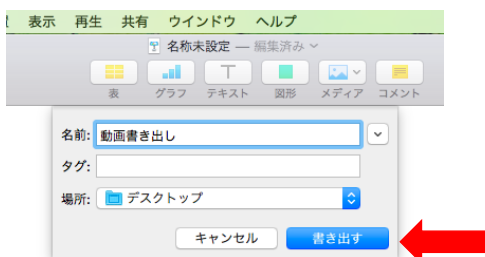 表示 再生 共有 ウインドウ ヘルプ
名称未設定 — 編集済み
表 グラフ テキスト 図形 メディア コメント
名前: 動画書き出し
タグ:
場所: デスクトップ
キャンセル 書き出す